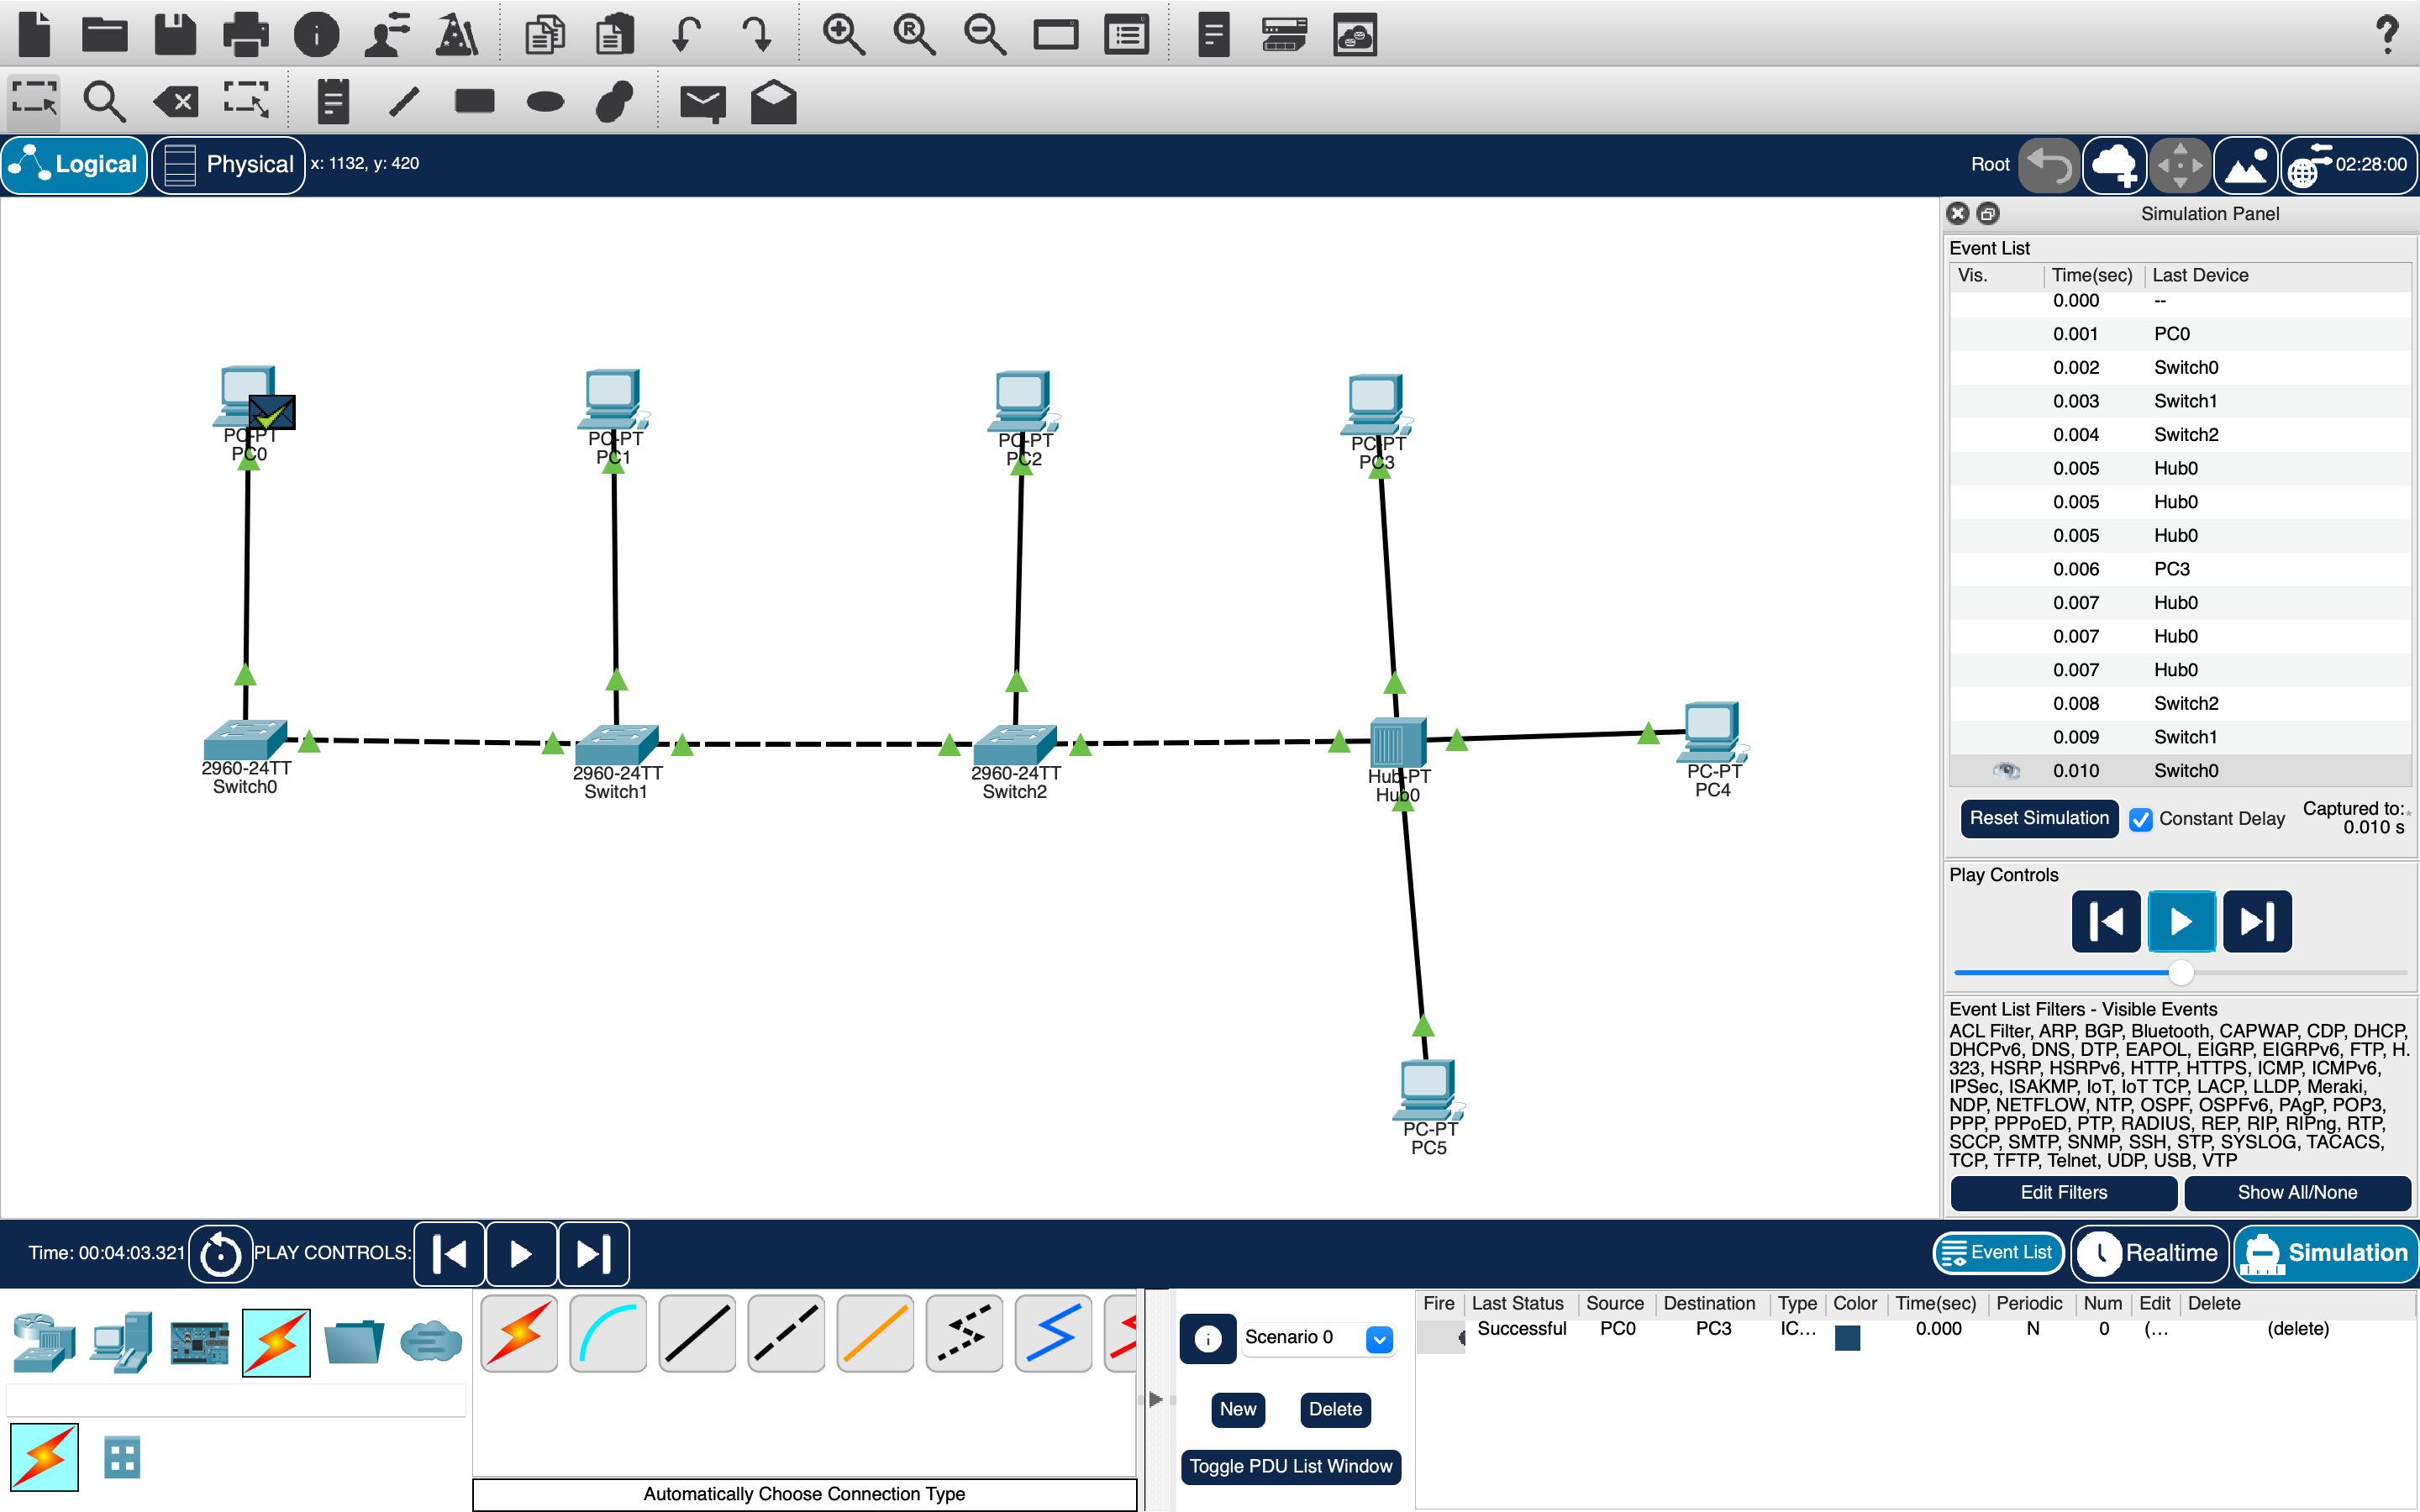 Logical
Physical
x: 1132, y: 420
Root
02:28:00
Simulation Panel
Event List
Vis. Time(sec) Last Device
0.000 --
0.001 PC0
0.002 Switch0
0.003 Switch1
0.004 Switch2
0.005 Hub0
0.005 Hub0
0.005 Hub0
0.006 PC3
0.007 Hub0
0.007 Hub0
0.007 Hub0
0.008 Switch2
0.009 Switch1
0.010 Switch0
Reset Simulation
Constant Delay
Captured to:
0.010 s
Play Controls
Event List Filters - Visible Events
ACL Filter, ARP, BGP, Bluetooth, CAPWAP, CDP, DHCP,
DHCPv6, DNS, DTP, EAPOL, EIGRP, EIGRPv6, FTP, H.
323, HSRP, HSRPv6, HTTP, HTTPS, ICMP, ICMPv6,
IPSec, ISAKMP, IoT, IoT TCP, LACP, LLDP, Meraki,
NDP, NETFLOW, NTP, OSPF, OSPFv6, PAgP, POP3,
PPP, PPPoED, PTP, RADIUS, REP, RIP, RIPng, RTP,
SCCP, SMTP, SNMP, SSH, STP, SYSLOG, TACACS,
TCP, TFTP, Telnet, UDP, USB, VTP
Edit Filters
Show All/None
PC-PT
PC0
PC-PT
PC1
PC-PT
PC2
PC-PT
PC3
2960-24TT
Switch0
2960-24TT
Switch1
2960-24TT
Switch2
Hub-PT
Hub0
PC-PT
PC4
PC-PT
PC5
Time: 00:04:03.321
PLAY CONTROLS:
Event List
Realtime
Simulation
Scenario 0
New
Delete
Toggle PDU List Window
Automatically Choose Connection Type
Fire Last Status Source Destination Type Color Time(sec) Periodic Num Edit Delete
Successful PC0 PC3 IC... 0.000 N 0 (... (delete)